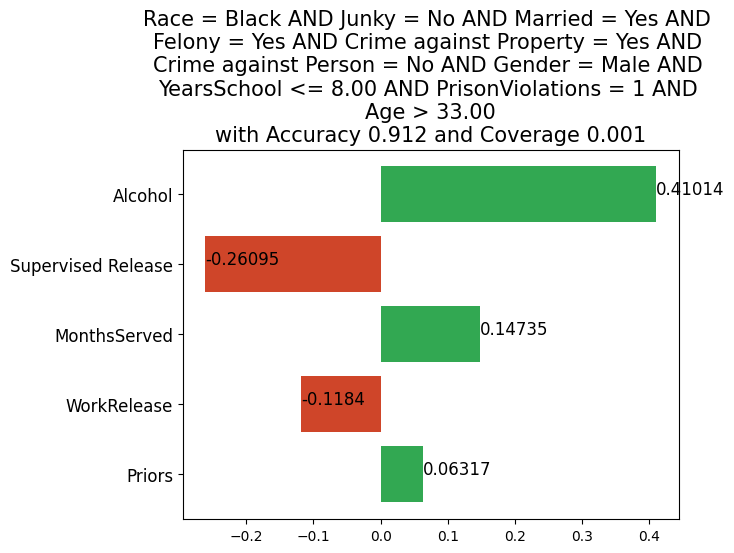 Race = Black AND Junky = No AND Married = Yes AND
Felony = Yes AND Crime against Property = Yes AND
Crime against Person = No AND Gender = Male AND
YearsSchool <= 8.00 AND PrisonViolations = 1 AND
Age > 33.00
with Accuracy 0.912 and Coverage 0.001
Alcohol
0.41014
Supervised Release
-0.26095
MonthsServed
0.14735
WorkRelease
-0.1184
Priors
0.06317
−0.2 −0.1 0.0 0.1 0.2 0.3 0.4